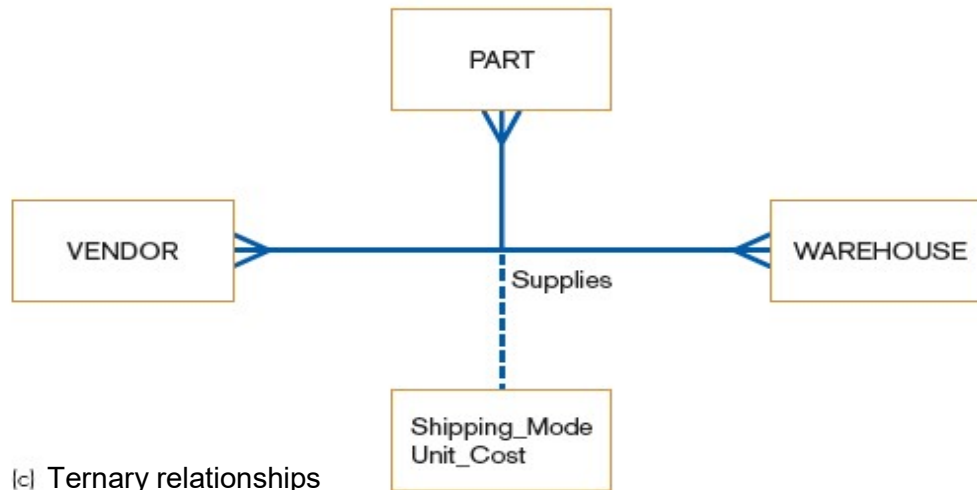 PART
VENDOR
WAREHOUSE
Supplies
Shipping_Mode
Unit_Cost
(c) Ternary relationships